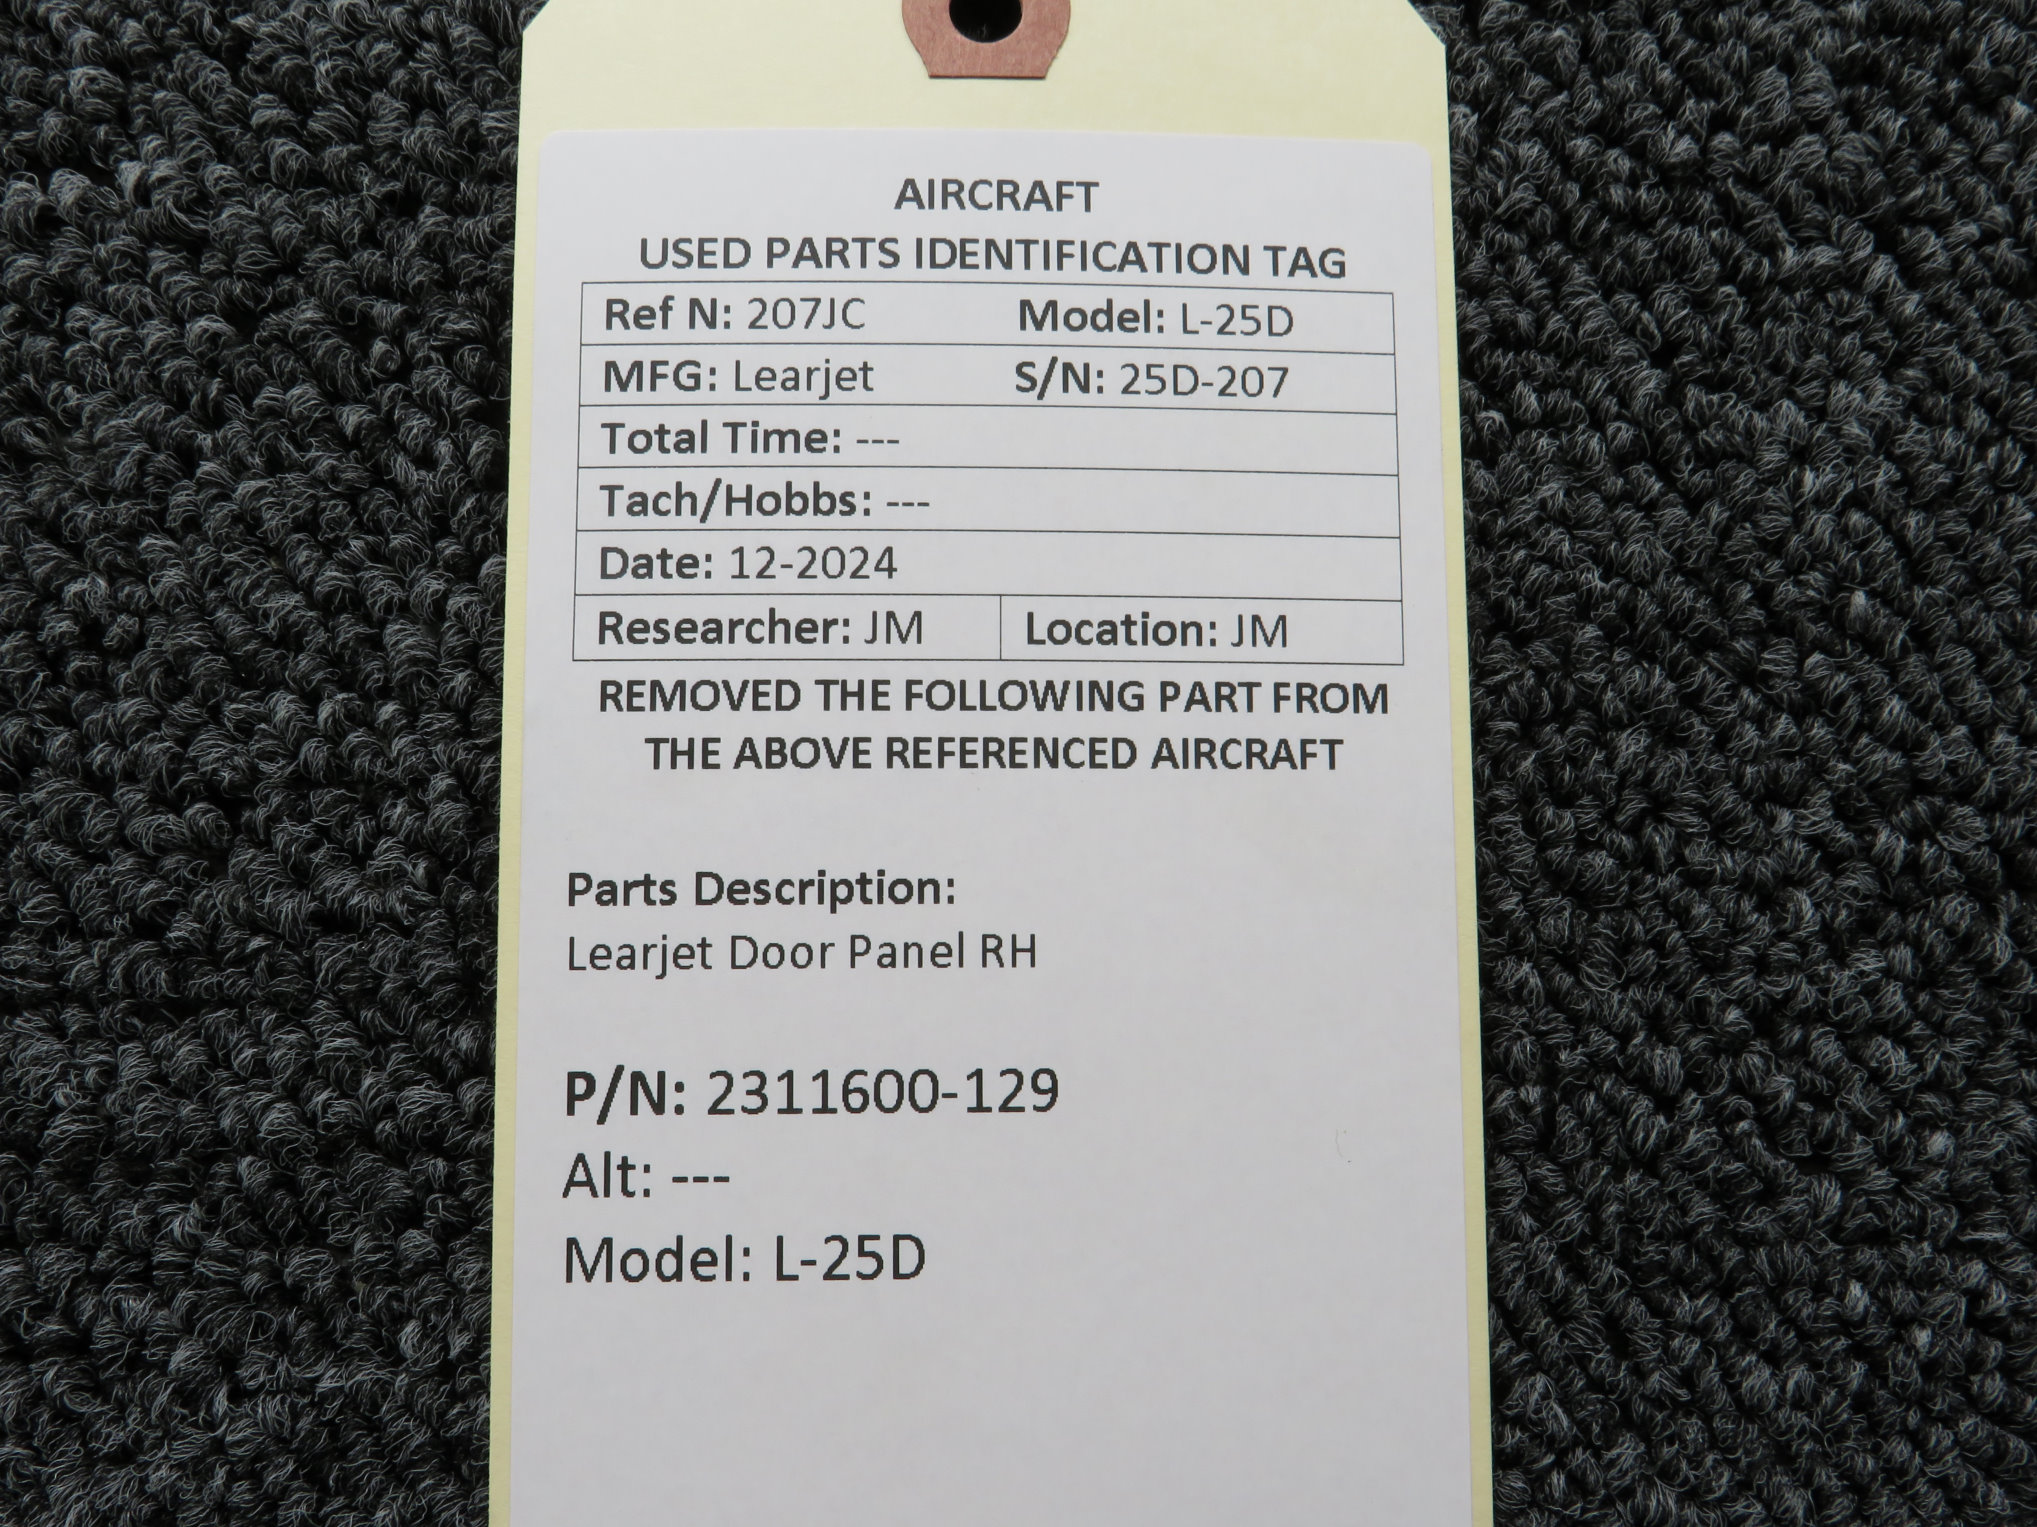 AIRCRAFT
USED PARTS IDENTIFICATION TAG
Ref N: 207JC Model: L-25D
MFG: Learjet S/N: 25D-207
Total Time: ---
Tach/Hobbs: ---
Date: 12-2024
Researcher: JM Location: JM
REMOVED THE FOLLOWING PART FROM
THE ABOVE REFERENCED AIRCRAFT
Parts Description:
Learjet Door Panel RH
P/N: 2311600-129
Alt: ---
Model: L-25D